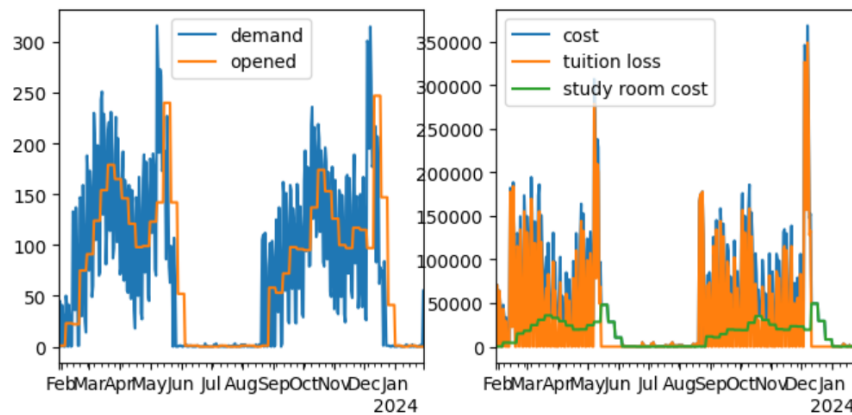 300
250
200
150
100
50
0
demand
opened
Feb Mar Apr May Jun Jul Aug Sep Oct Nov Dec Jan
2024
350000
300000
250000
200000
150000
100000
50000
0
cost
tuition loss
study room cost
Feb Mar Apr May Jun Jul Aug Sep Oct Nov Dec Jan
2024